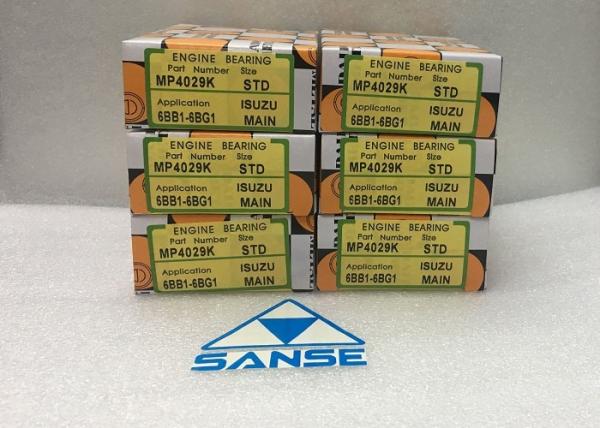 ENGINE BEARING
Part Number Size
MP4029K STD
Application ISUZU
6BB1-6BG1 MAIN
ENGINE BEARING
Part Number Size
MP4029K STD
Application ISUZU
6BB1-6BG1 MAIN
ENGINE BEARING
Part Number Size
MP4029K STD
Application ISUZU
6BB1-6BG1 MAIN
ENGINE BEARING
Part Number Size
MP4029K STD
Application ISUZU
6BB1-6BG1 MAIN
ENGINE BEARING
Part Number Size
MP4029K STD
Application ISUZU
6BB1-6BG1 MAIN
ENGINE BEARING
Part Number Size
MP4029K STD
Application ISUZU
6BB1-6BG1 MAIN
SANSE